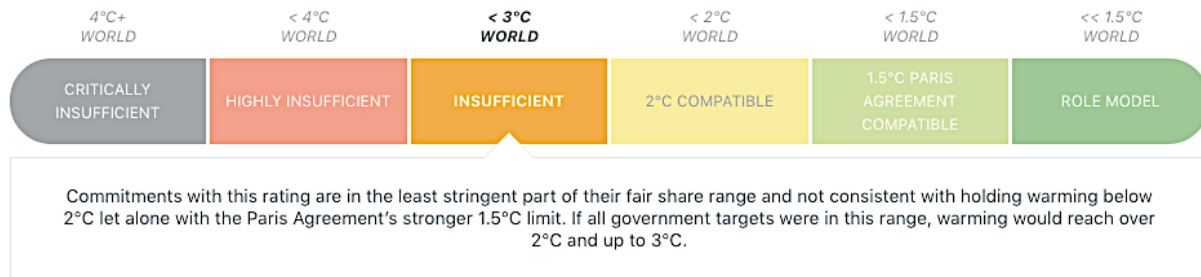 4°C+ WORLD
< 4°C WORLD
< 3°C WORLD
< 2°C WORLD
< 1.5°C WORLD
<< 1.5°C WORLD
CRITICALLY INSUFFICIENT
HIGHLY INSUFFICIENT
INSUFFICIENT
2°C COMPATIBLE
1.5°C PARIS AGREEMENT COMPATIBLE
ROLE MODEL
Commitments with this rating are in the least stringent part of their fair share range and not consistent with holding warming below
2°C let alone with the Paris Agreement's stronger 1.5°C limit. If all government targets were in this range, warming would reach over
2°C and up to 3°C.